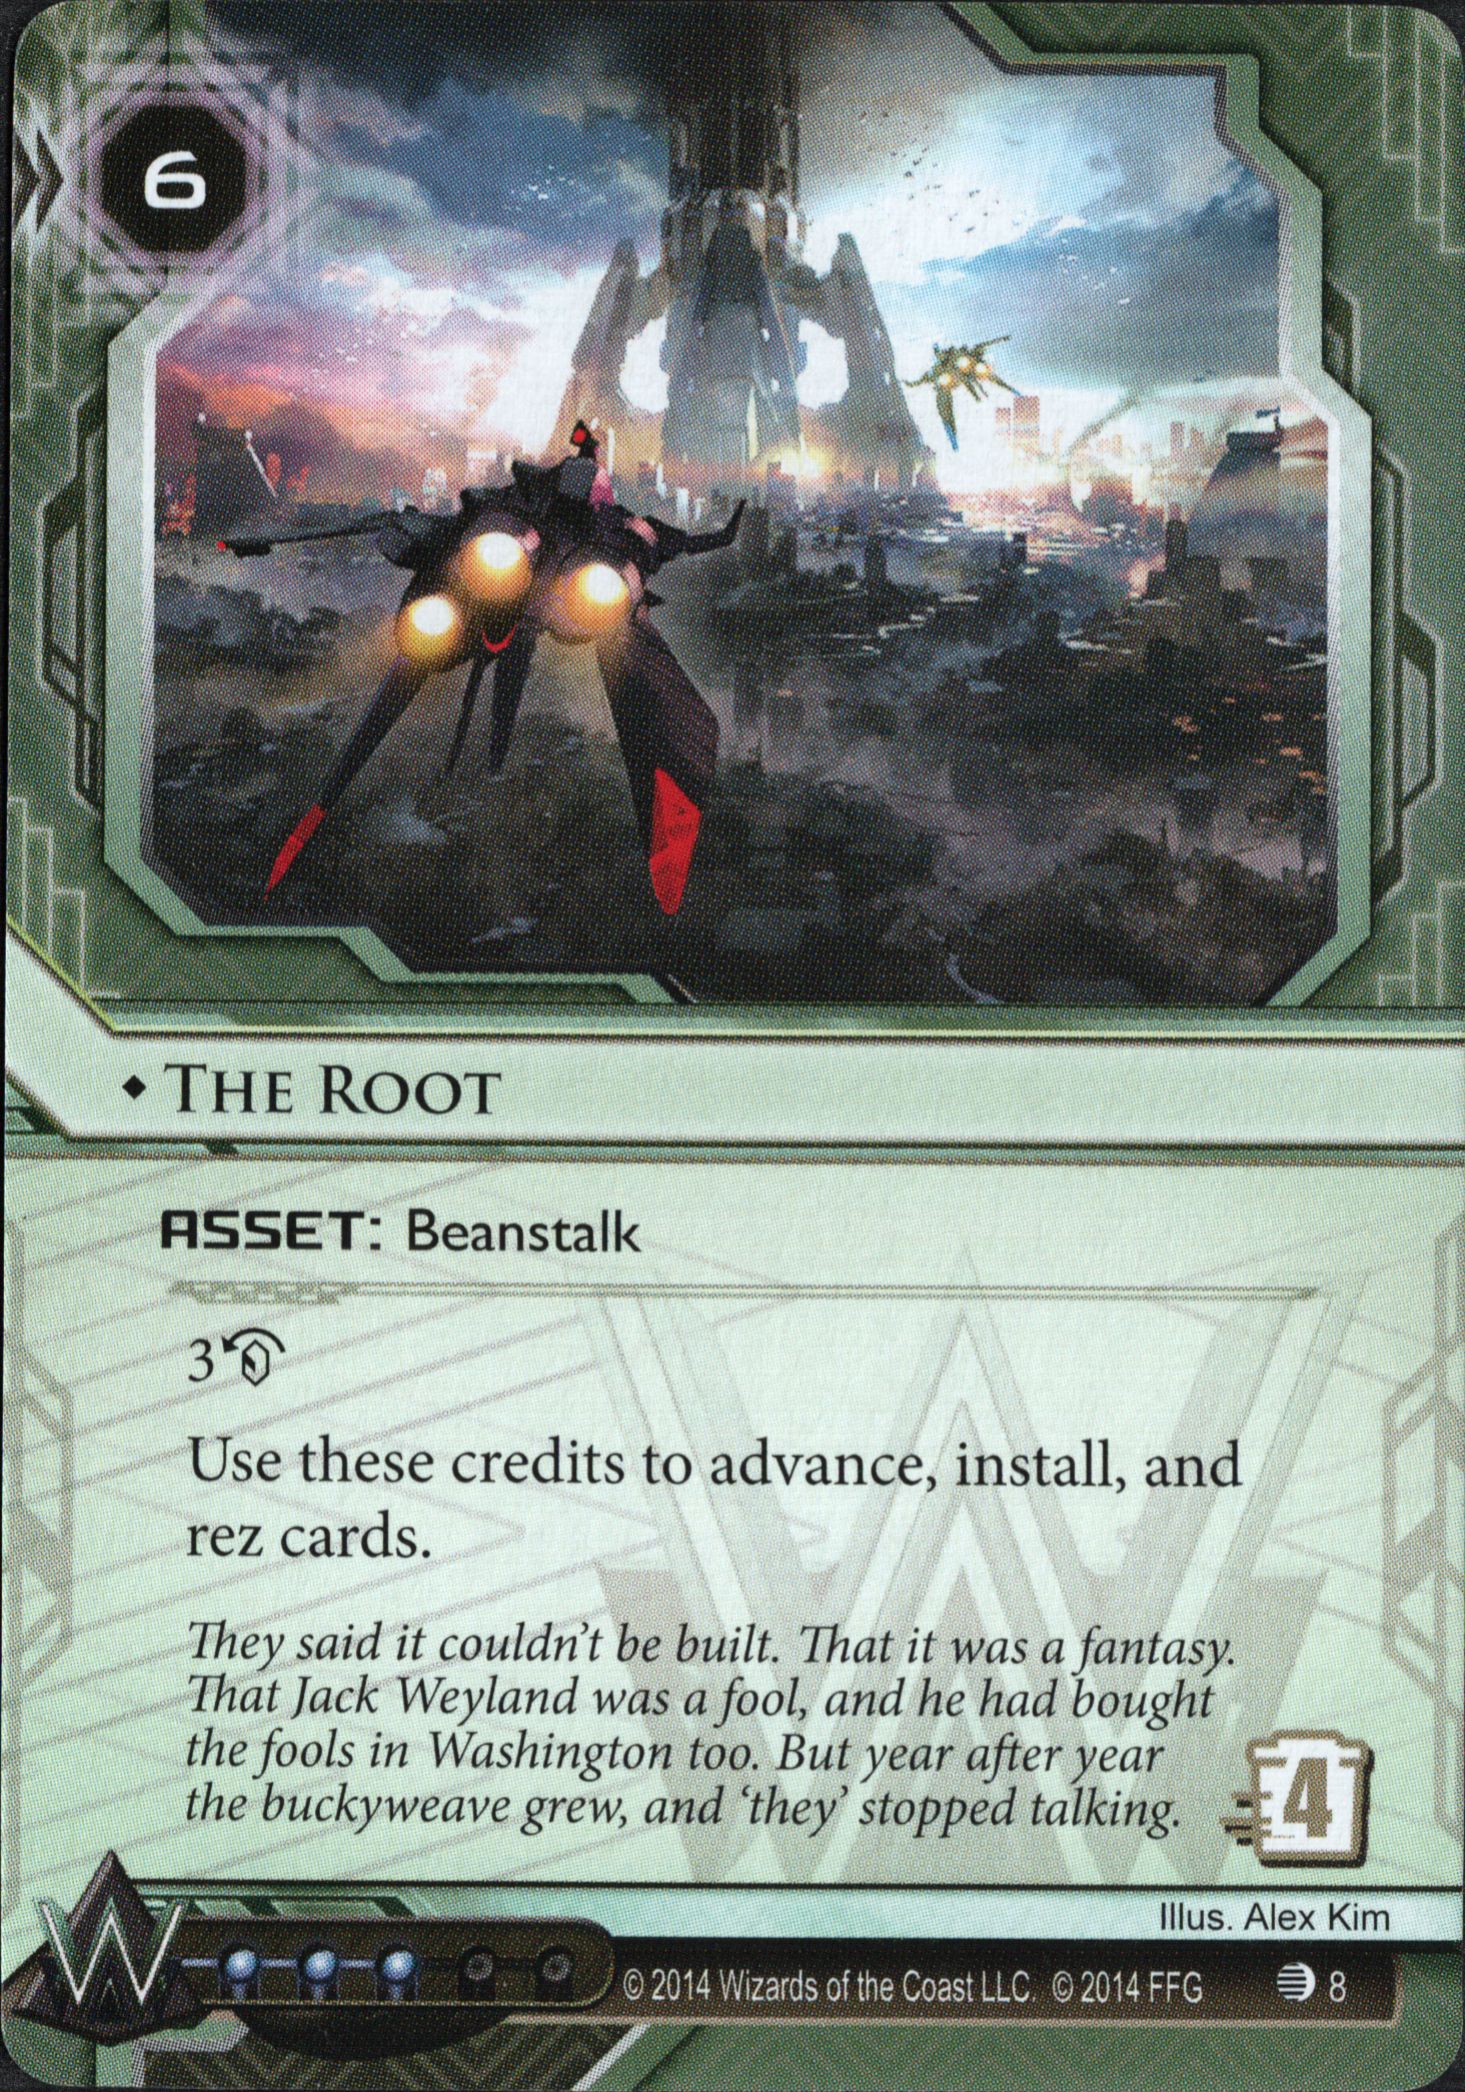 6
THE ROOT
ASSET: Beanstalk
3
Use these credits to advance, install, and
rez cards.
They said it couldn't be built. That it was a fantasy.
That Jack Weyland was a fool, and he had bought
the fools in Washington too. But year after year
the buckyweave grew, and ‘they’ stopped talking.
4
Illus. Alex Kim
W
© 2014 Wizards of the Coast LLC. © 2014 FFG
8